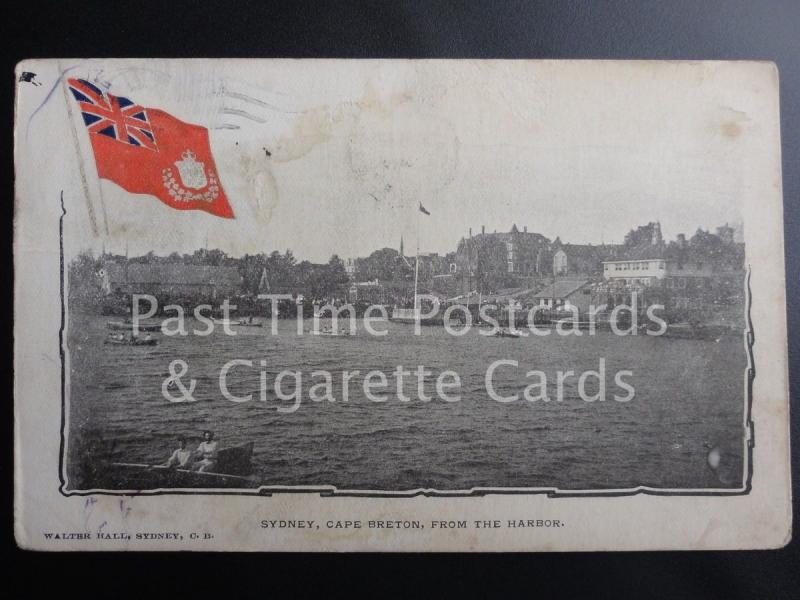 Past Time Postcards
& Cigarette Cards
SYDNEY, CAPE BRETON, FROM THE HARBOR.
WALTER HALL, SYDNEY, C. B.